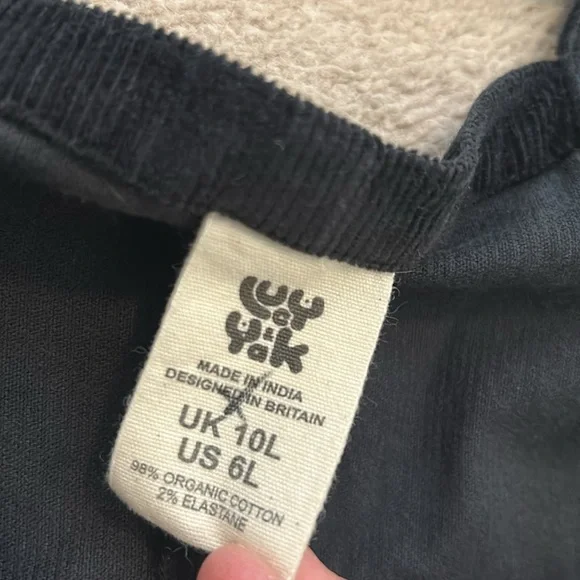 Lucy
&
Yak
MADE IN INDIA
DESIGNED IN BRITAIN
UK 10L
US 6L
98% ORGANIC COTTON
2% ELASTANE